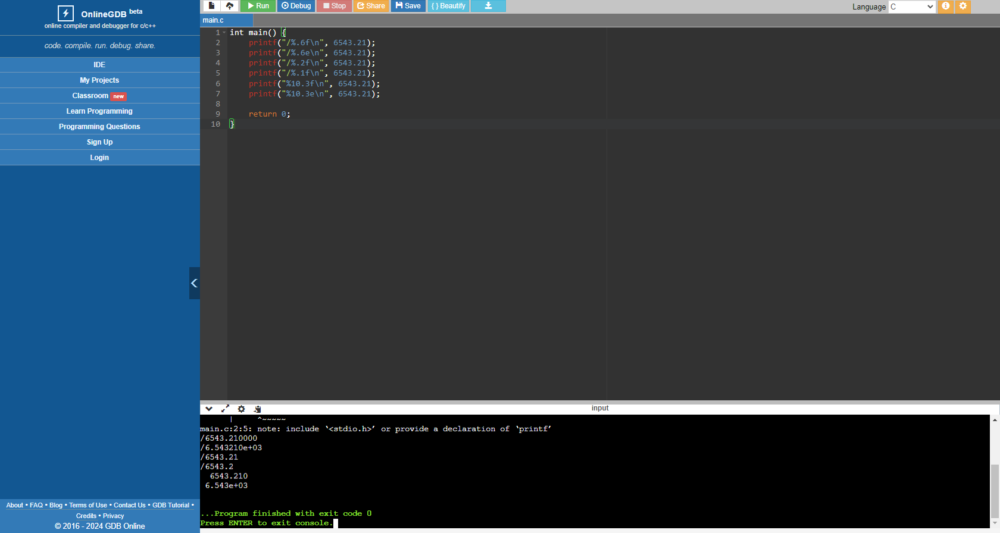 OnlineGDB beta
online compiler and debugger for c/c++
code. compile. run. debug. share.
IDE
My Projects
Classroom new
Learn Programming
Programming Questions
Sign Up
Login
About • FAQ • Blog • Terms of Use • Contact Us • GDB Tutorial •
Credits • Privacy
© 2016 - 2024 GDB Online
Run Debug Stop Share Save { } Beautify
Language C
main.c
1 int main() {
2     printf("/%.6f\n", 6543.21);
3     printf("/%.6e\n", 6543.21);
4     printf("/%.2f\n", 6543.21);
5     printf("/%.1f\n", 6543.21);
6     printf("%10.3f\n", 6543.21);
7     printf("%10.3e\n", 6543.21);
8
9     return 0;
10 }
input
|     ^~~~~~
main.c:2:5: note: include ‘<stdio.h>’ or provide a declaration of ‘printf’
/6543.210000
/6.543210e+03
/6543.21
/6543.2
  6543.210
 6.543e+03
...Program finished with exit code 0
Press ENTER to exit console.